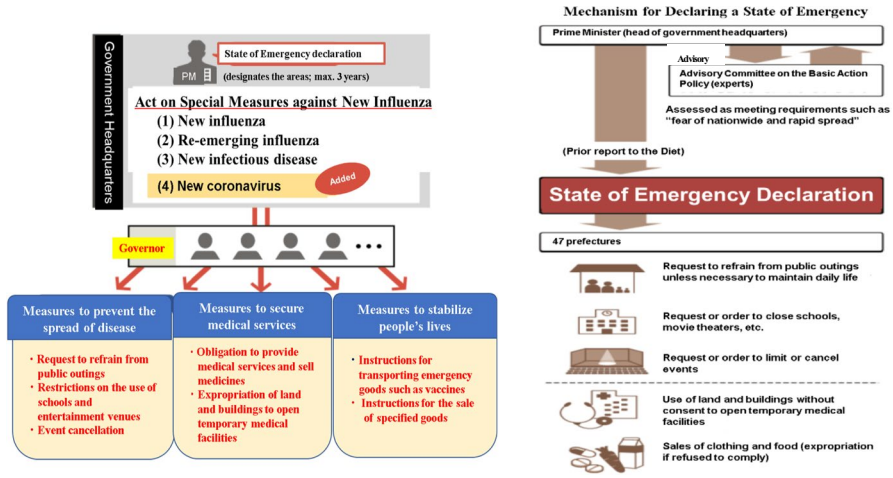 Government Headquarters
PM
State of Emergency declaration
(designates the areas; max. 3 years)
Act on Special Measures against New Influenza
(1) New influenza
(2) Re-emerging influenza
(3) New infectious disease
(4) New coronavirus
Added
Governor
Measures to prevent the
spread of disease
・Request to refrain from
public outings
・Restrictions on the use of
schools and
entertainment venues
・Event cancellation
Measures to secure
medical services
・Obligation to provide
medical services and sell
medicines
・Expropriation of land
and buildings to open
temporary medical
facilities
Measures to stabilize
people's lives
・Instructions for
transporting emergency
goods such as vaccines
・Instructions for the sale
of specified goods
Mechanism for Declaring a State of Emergency
Prime Minister (head of government headquarters)
Advisory
Advisory Committee on the Basic Action
Policy (experts)
Assessed as meeting requirements such as
"fear of nationwide and rapid spread"
(Prior report to the Diet)
State of Emergency Declaration
47 prefectures
Request to refrain from public outings
unless necessary to maintain daily life
Request or order to close schools,
movie theaters, etc.
Request or order to limit or cancel
events
Use of land and buildings without
consent to open temporary medical
facilities
Sales of clothing and food (expropriation
if refused to comply)